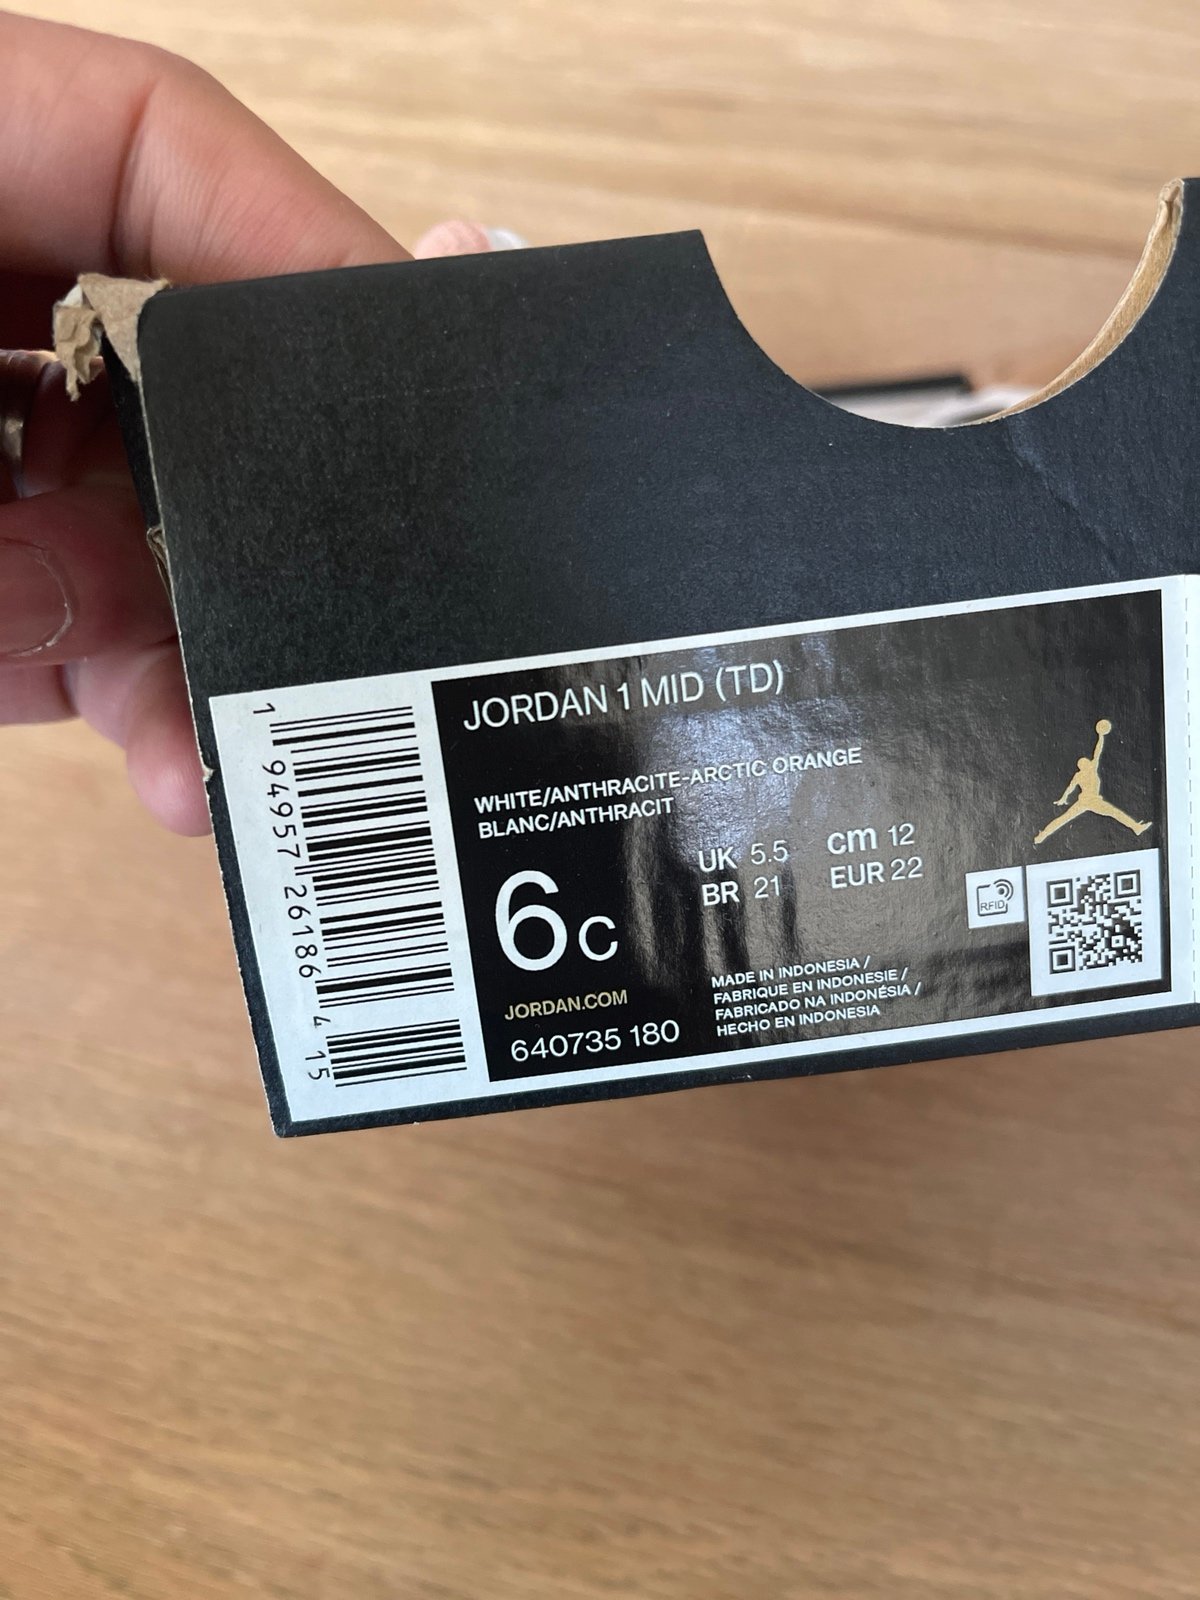 JORDAN 1 MID (TD)
WHITE/ANTHRACITE-ARCTIC ORANGE
BLANC/ANTHRACIT
6C
UK 5.5 cm 12
BR 21 EUR 22
RFID
JORDAN.COM
640735 180
MADE IN INDONESIA /
FABRIQUE EN INDONESIE /
FABRICADO NA INDONÉSIA /
HECHO EN INDONESIA
1 94957 26186 4 15